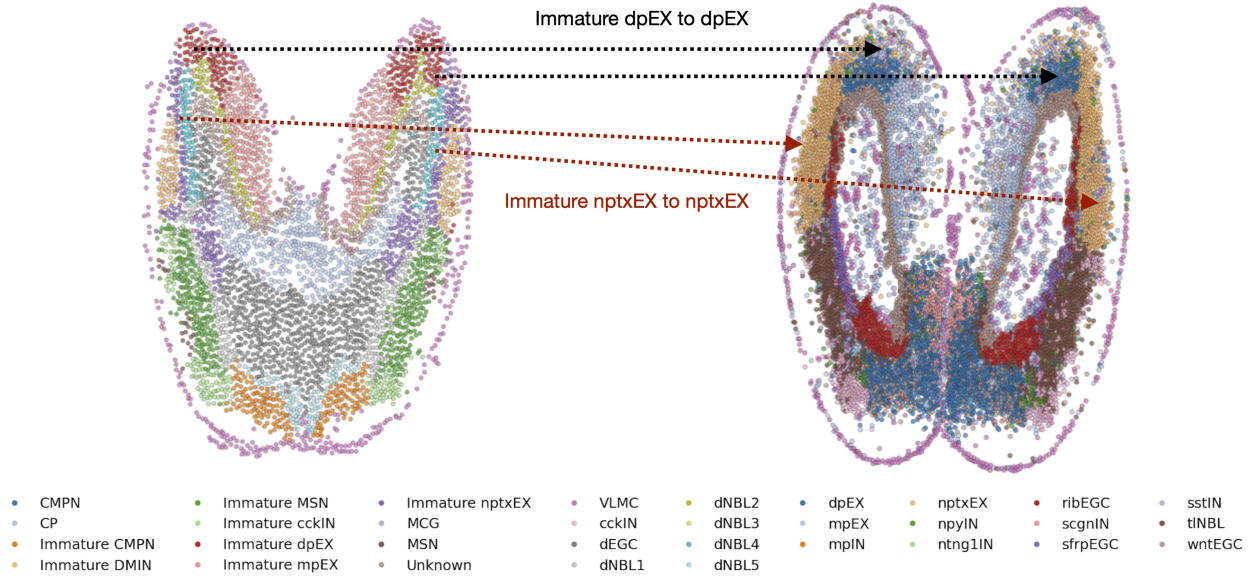 Immature dpEX to dpEX
Immature nptxEX to nptxEX
CMPN
CP
Immature CMPN
Immature DMIN
Immature MSN
Immature cckIN
Immature dpEX
Immature mpEX
Immature nptxEX
MCG
MSN
Unknown
VLMC
cckIN
dEGC
dNBL1
dNBL2
dNBL3
dNBL4
dNBL5
dpEX
mpEX
mpIN
nptxEX
npyIN
ntng1IN
ribEGC
scgnIN
sfrpEGC
sstIN
tlNBL
wntEGC